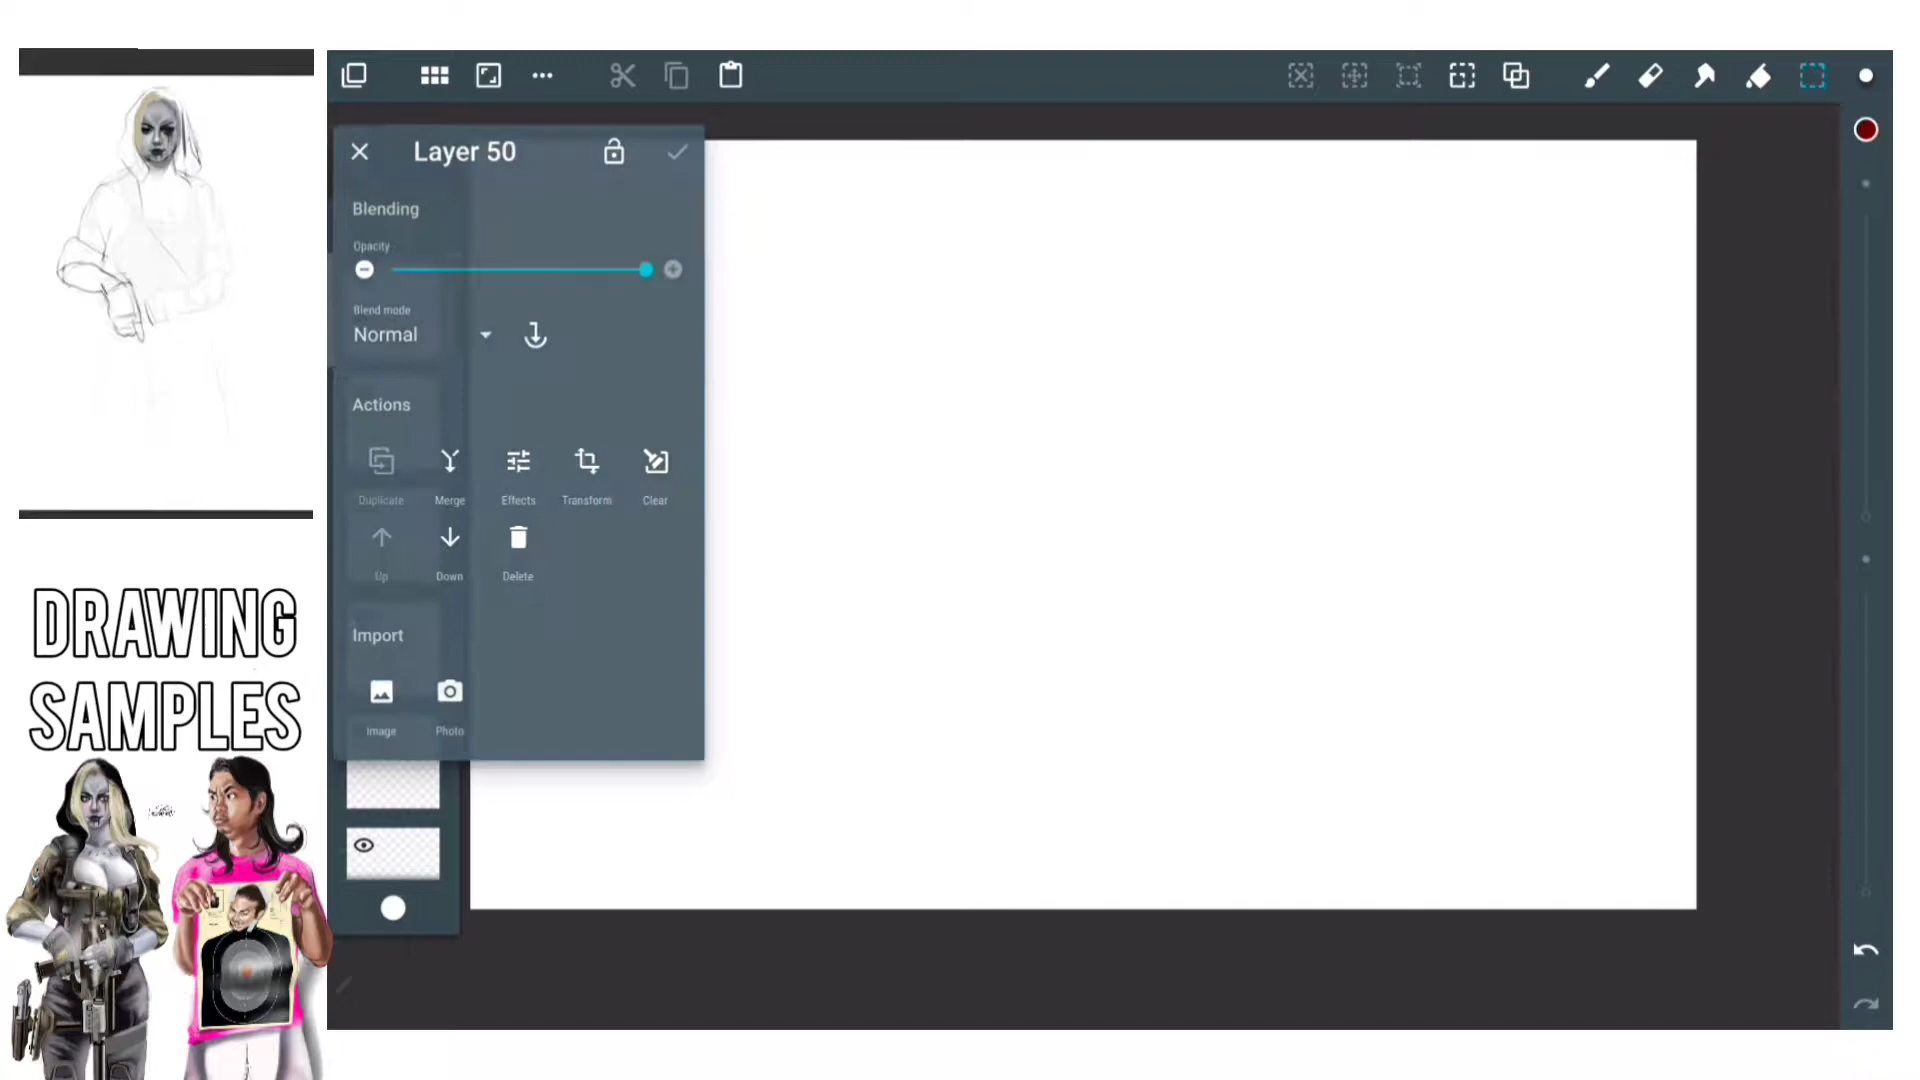 Layer 50
Blending
Opacity
Blend mode
Normal
Actions
Duplicate Merge Effects Transform Clear
Up Down Delete
Import
Image Photo
DRAWING
SAMPLES